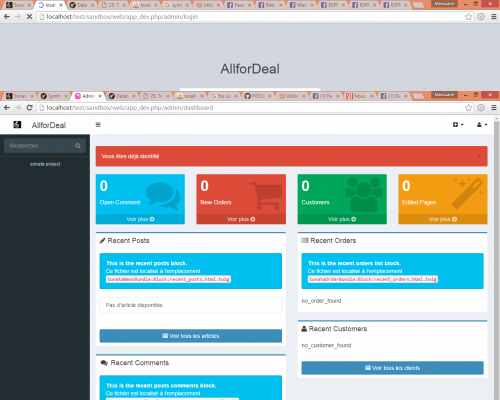 localhost/test/sandbox/web/app_dev.php/admin/login
AllforDeal
localhost/test/sandbox/web/app_dev.php/admin/dashboard
AllforDeal
Rechercher
sonata project
Vous êtes déjà identifié
0
Open Comment
Voir plus
0
New Orders
Voir plus
0
Customers
Voir plus
0
Edited Pages
Voir plus
Recent Posts
This is the recent posts block.
Ce fichier est localisé à l'emplacement
SonataNewsBundle:Block:recent_posts.html.twig
Pas d'article disponible.
Voir tous les articles
Recent Comments
This is the recent posts comments block.
Ce fichier est localisé à l'emplacement
Recent Orders
This is the recent orders list block.
Ce fichier est localisé à l'emplacement
SonataOrderBundle:Block:recent_orders.html.twig
no_order_found
Recent Customers
no_customer_found
Voir tous les clients